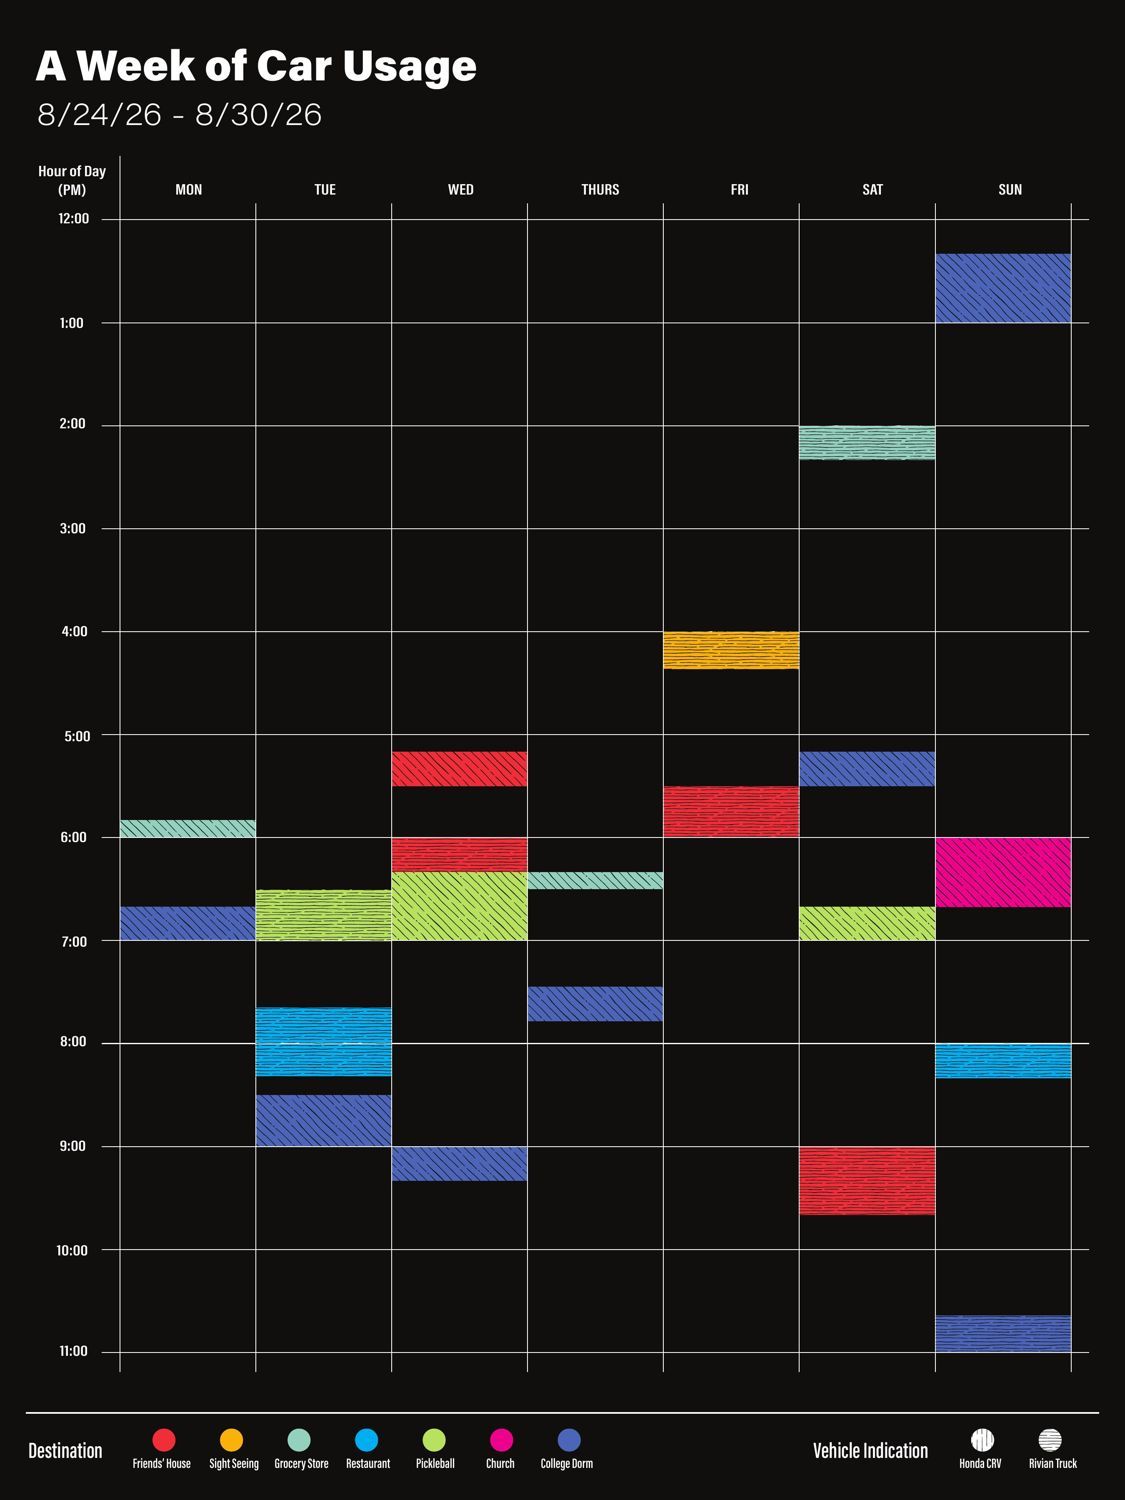 A Week of Car Usage
8/24/26 - 8/30/26
Hour of Day
(PM)
MON TUE WED THURS FRI SAT SUN
12:00
1:00
2:00
3:00
4:00
5:00
6:00
7:00
8:00
9:00
10:00
11:00
Destination
Friends' House
Sight Seeing
Grocery Store
Restaurant
Pickleball
Church
College Dorm
Vehicle Indication
Honda CRV
Rivian Truck